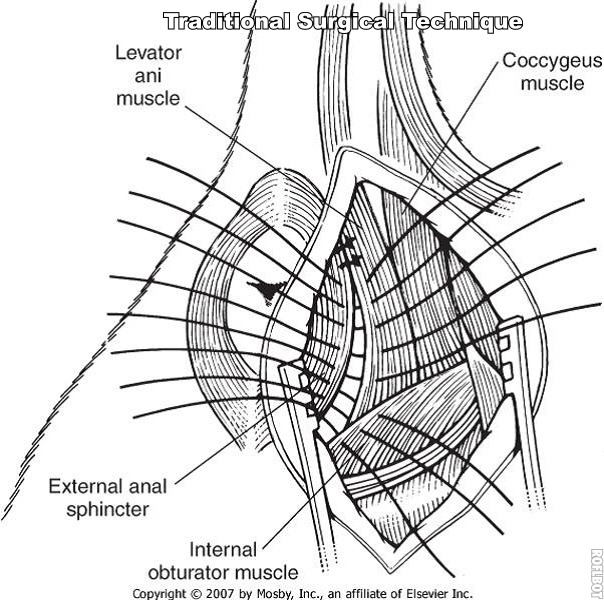 Traditional Surgical Technique
Levator
ani
muscle
Coccygeus
muscle
External anal
sphincter
Internal
obturator muscle
Copyright © 2007 by Mosby, Inc., an affiliate of Elsevier Inc.
ROFLBOT